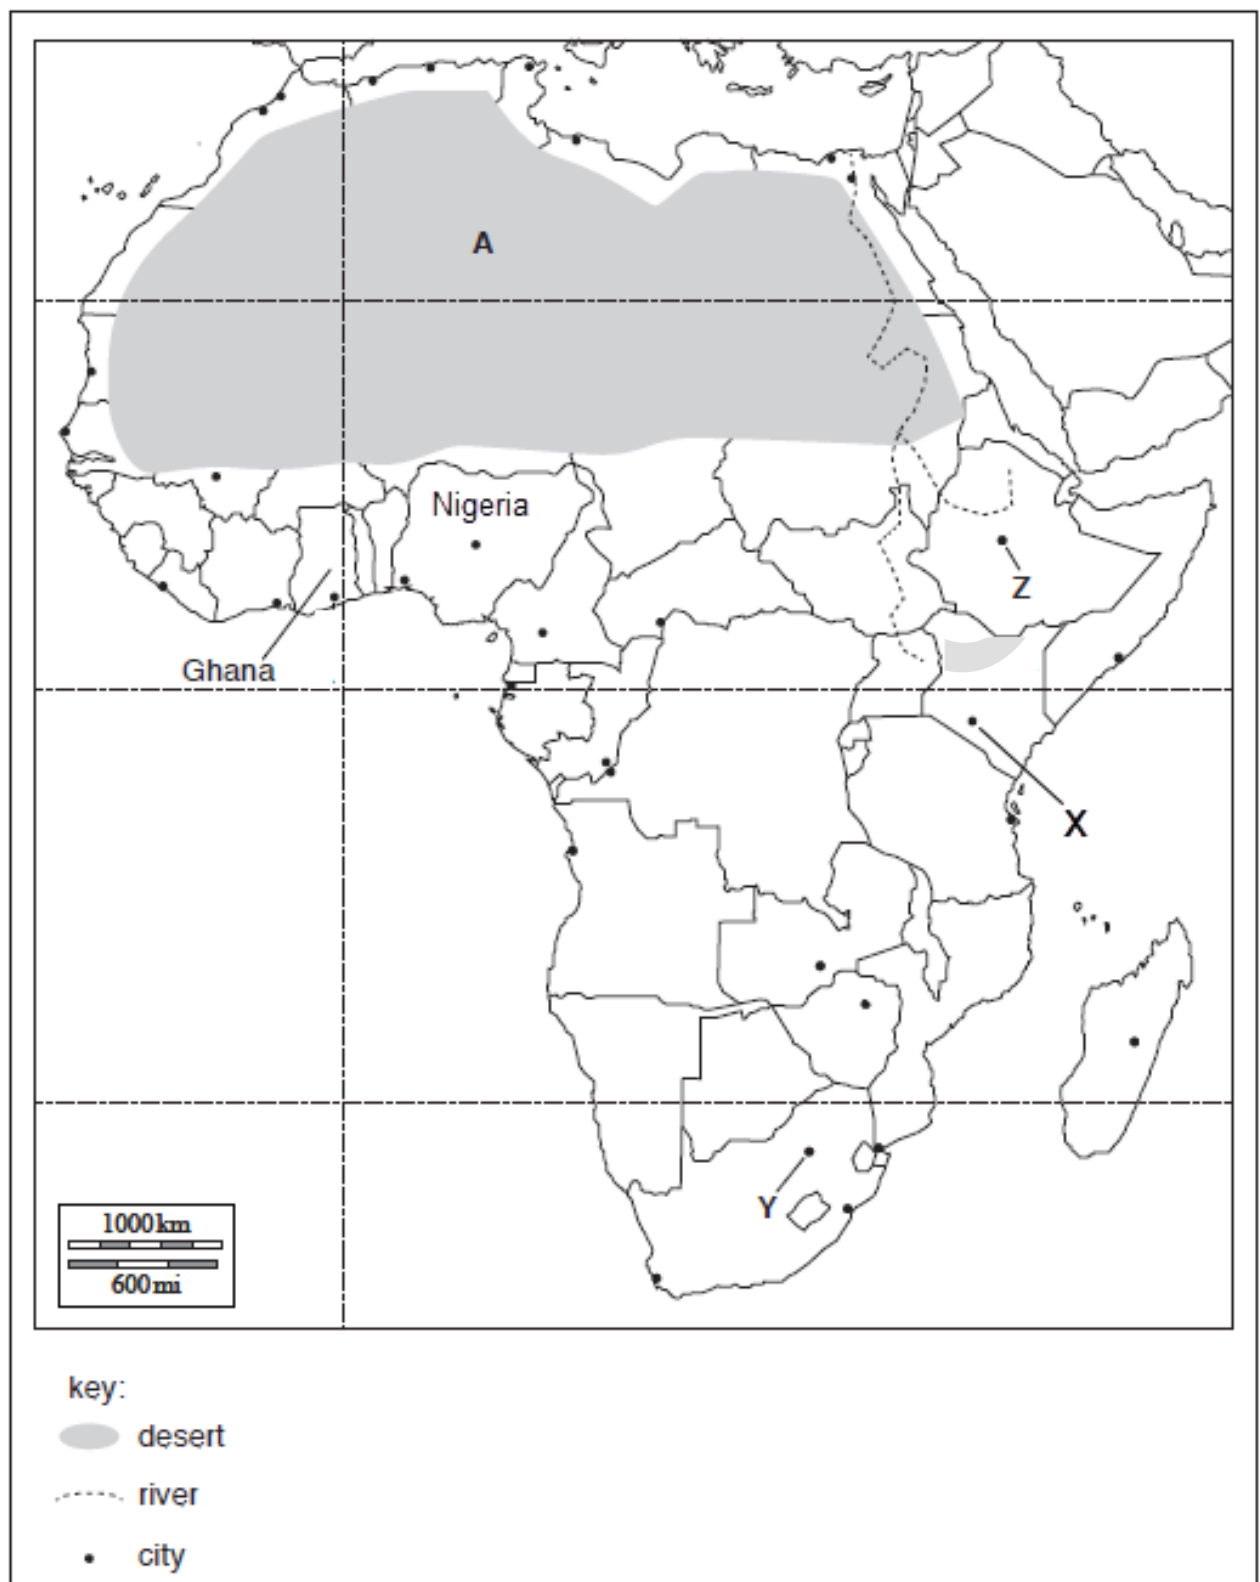 A
Nigeria
Z
Ghana
X
Y
1000km
600mi
key:
desert
river
city